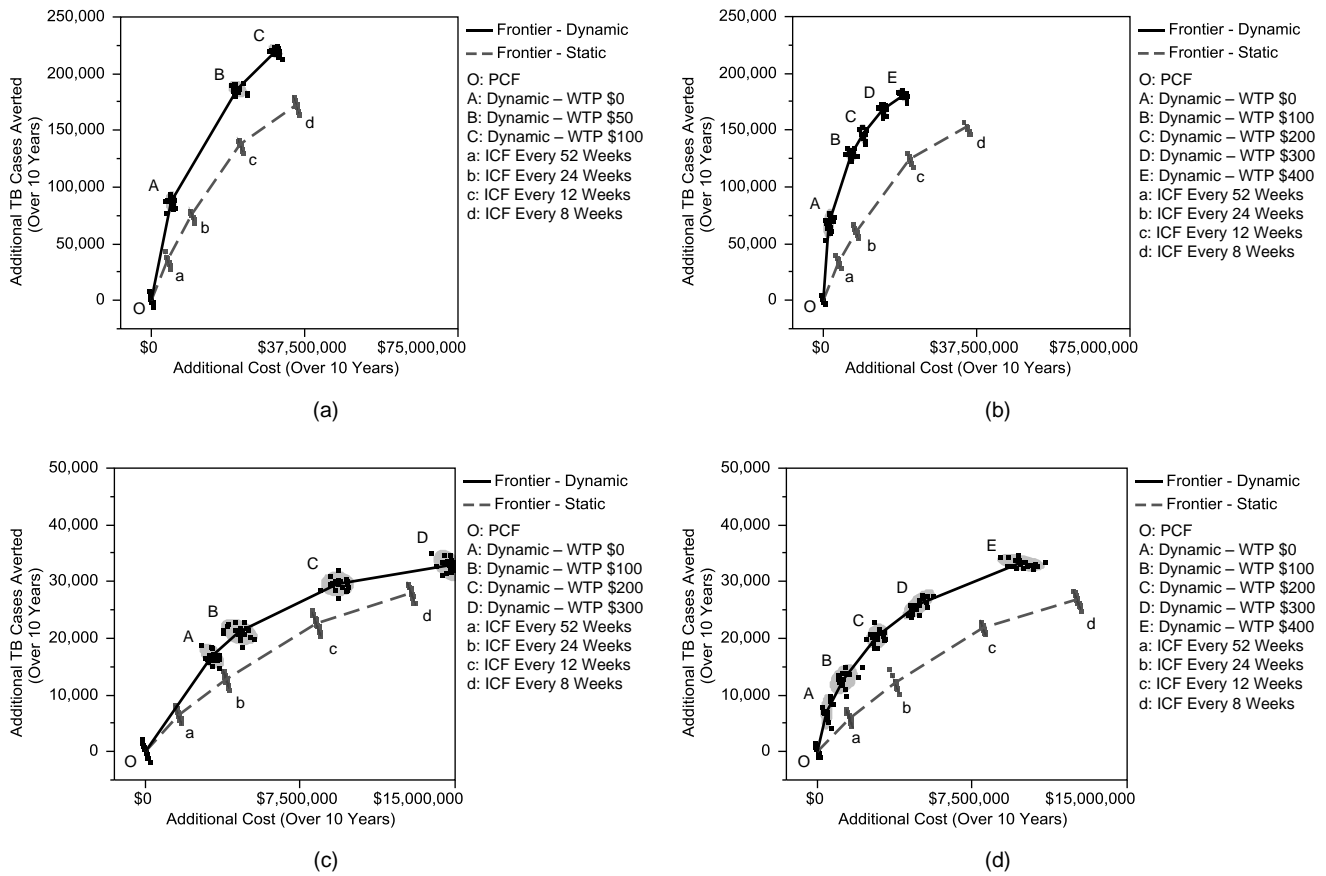 250,000
200,000
150,000
100,000
50,000
0
Additional TB Cases Averted
(Over 10 Years)
O
A
B
C
a
b
c
d
$0
$37,500,000
$75,000,000
Additional Cost (Over 10 Years)
Frontier - Dynamic
Frontier - Static
O: PCF
A: Dynamic – WTP $0
B: Dynamic – WTP $50
C: Dynamic – WTP $100
a: ICF Every 52 Weeks
b: ICF Every 24 Weeks
c: ICF Every 12 Weeks
d: ICF Every 8 Weeks
(a)
250,000
200,000
150,000
100,000
50,000
0
Additional TB Cases Averted
(Over 10 Years)
O
A
B
C
D
E
a
b
c
d
$0
$37,500,000
$75,000,000
Additional Cost (Over 10 Years)
Frontier - Dynamic
Frontier - Static
O: PCF
A: Dynamic – WTP $0
B: Dynamic – WTP $100
C: Dynamic – WTP $200
D: Dynamic – WTP $300
E: Dynamic – WTP $400
a: ICF Every 52 Weeks
b: ICF Every 24 Weeks
c: ICF Every 12 Weeks
d: ICF Every 8 Weeks
(b)
50,000
40,000
30,000
20,000
10,000
0
Additional TB Cases Averted
(Over 10 Years)
O
A
B
C
D
a
b
c
d
$0
$7,500,000
$15,000,000
Additional Cost (Over 10 Years)
Frontier - Dynamic
Frontier - Static
O: PCF
A: Dynamic – WTP $0
B: Dynamic – WTP $100
C: Dynamic – WTP $200
D: Dynamic – WTP $300
a: ICF Every 52 Weeks
b: ICF Every 24 Weeks
c: ICF Every 12 Weeks
d: ICF Every 8 Weeks
(c)
50,000
40,000
30,000
20,000
10,000
0
Additional TB Cases Averted
(Over 10 Years)
O
A
B
C
D
E
a
b
c
d
$0
$7,500,000
$15,000,000
Additional Cost (Over 10 Years)
Frontier - Dynamic
Frontier - Static
O: PCF
A: Dynamic – WTP $0
B: Dynamic – WTP $100
C: Dynamic – WTP $200
D: Dynamic – WTP $300
E: Dynamic – WTP $400
a: ICF Every 52 Weeks
b: ICF Every 24 Weeks
c: ICF Every 12 Weeks
d: ICF Every 8 Weeks
(d)